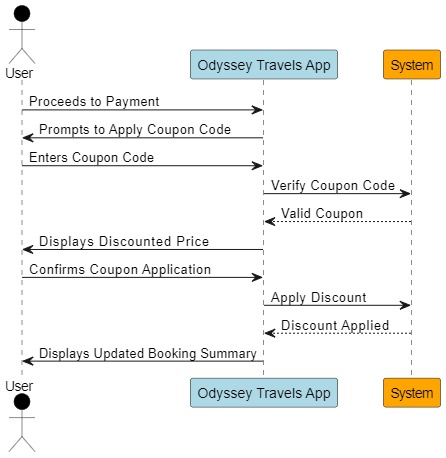 User
Odyssey Travels App
System
Proceeds to Payment
Prompts to Apply Coupon Code
Enters Coupon Code
Verify Coupon Code
Valid Coupon
Displays Discounted Price
Confirms Coupon Application
Apply Discount
Discount Applied
Displays Updated Booking Summary
User
Odyssey Travels App
System